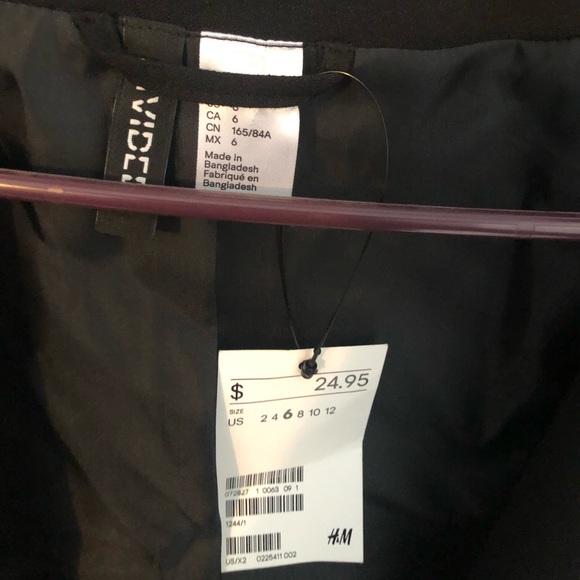 CA 6
CN 165/84A
MX 6
Made in
Bangladesh
Fabriqué en
Bangladesh
$ 24.95
SIZE
US 2 4 6 8 10 12
072827 1 0063 09 1
1244/1
H&M
US/X2 0225411 002